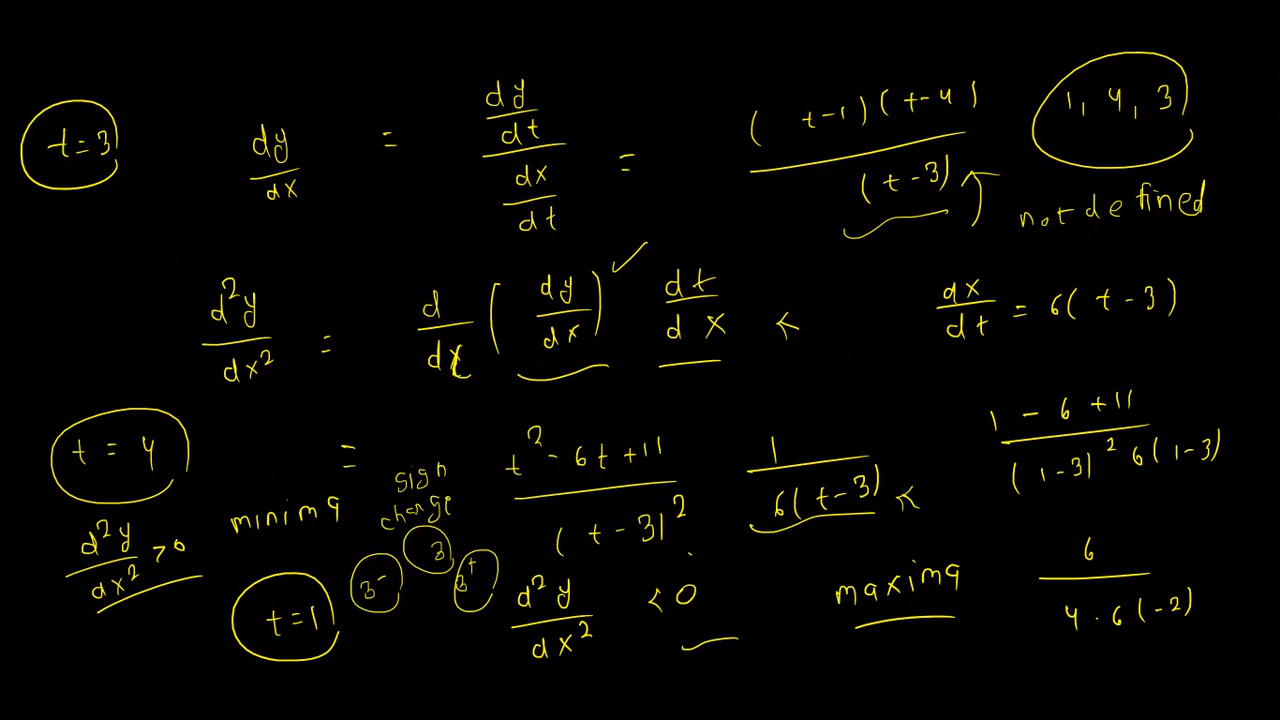 t = 3   dy/dx = (dy/dt)/(dx/dt) = (t-1)(t-4)/(t-3)   1, 4, 3
not defined
d²y/dx² = d/dx (dy/dx) dt/dx   dx/dt = 6(t-3)
t = 4   = (t²-6t+11)/(t-3)²   1/6(t-3)   (1-6+11)/((1-3)² 6(1-3))
minima   sign
change
d²y/dx² >0   3⁻   3   3⁺
t=1   d²y/dx² < 0   maxima   6/(4·6(-2))